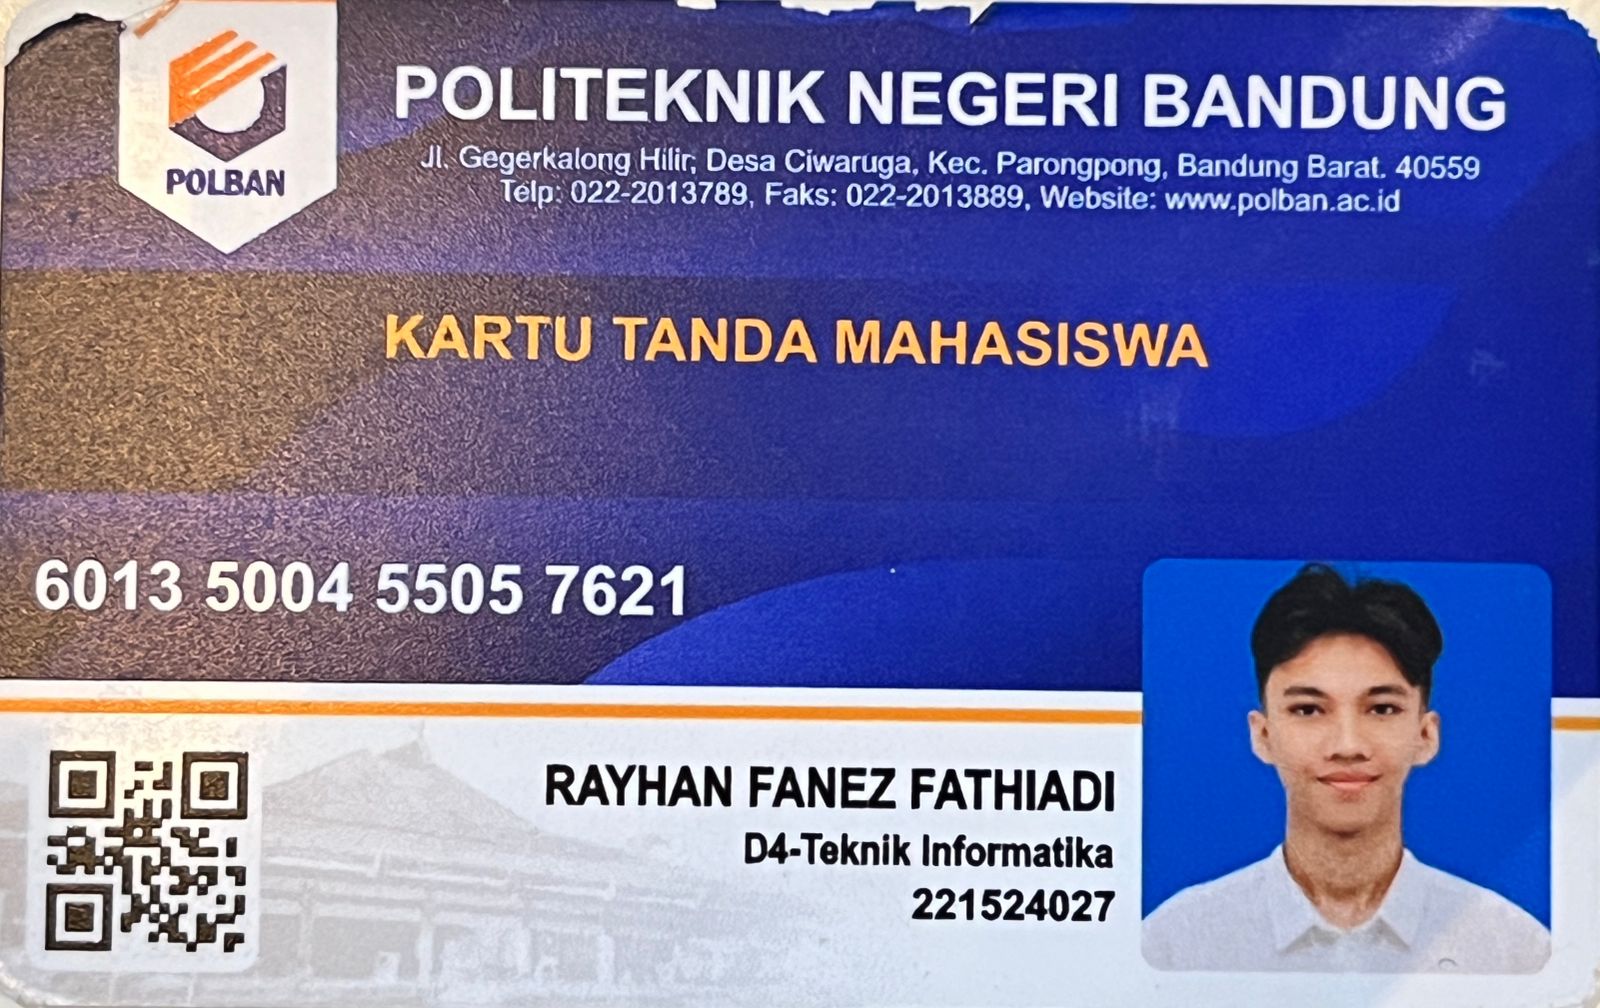 POLBAN
POLITEKNIK NEGERI BANDUNG
Jl. Gegerkalong Hilir, Desa Ciwaruga, Kec. Parongpong, Bandung Barat. 40559
Telp: 022-2013789, Faks: 022-2013889, Website: www.polban.ac.id
KARTU TANDA MAHASISWA
6013 5004 5505 7621
RAYHAN FANEZ FATHIADI
D4-Teknik Informatika
221524027